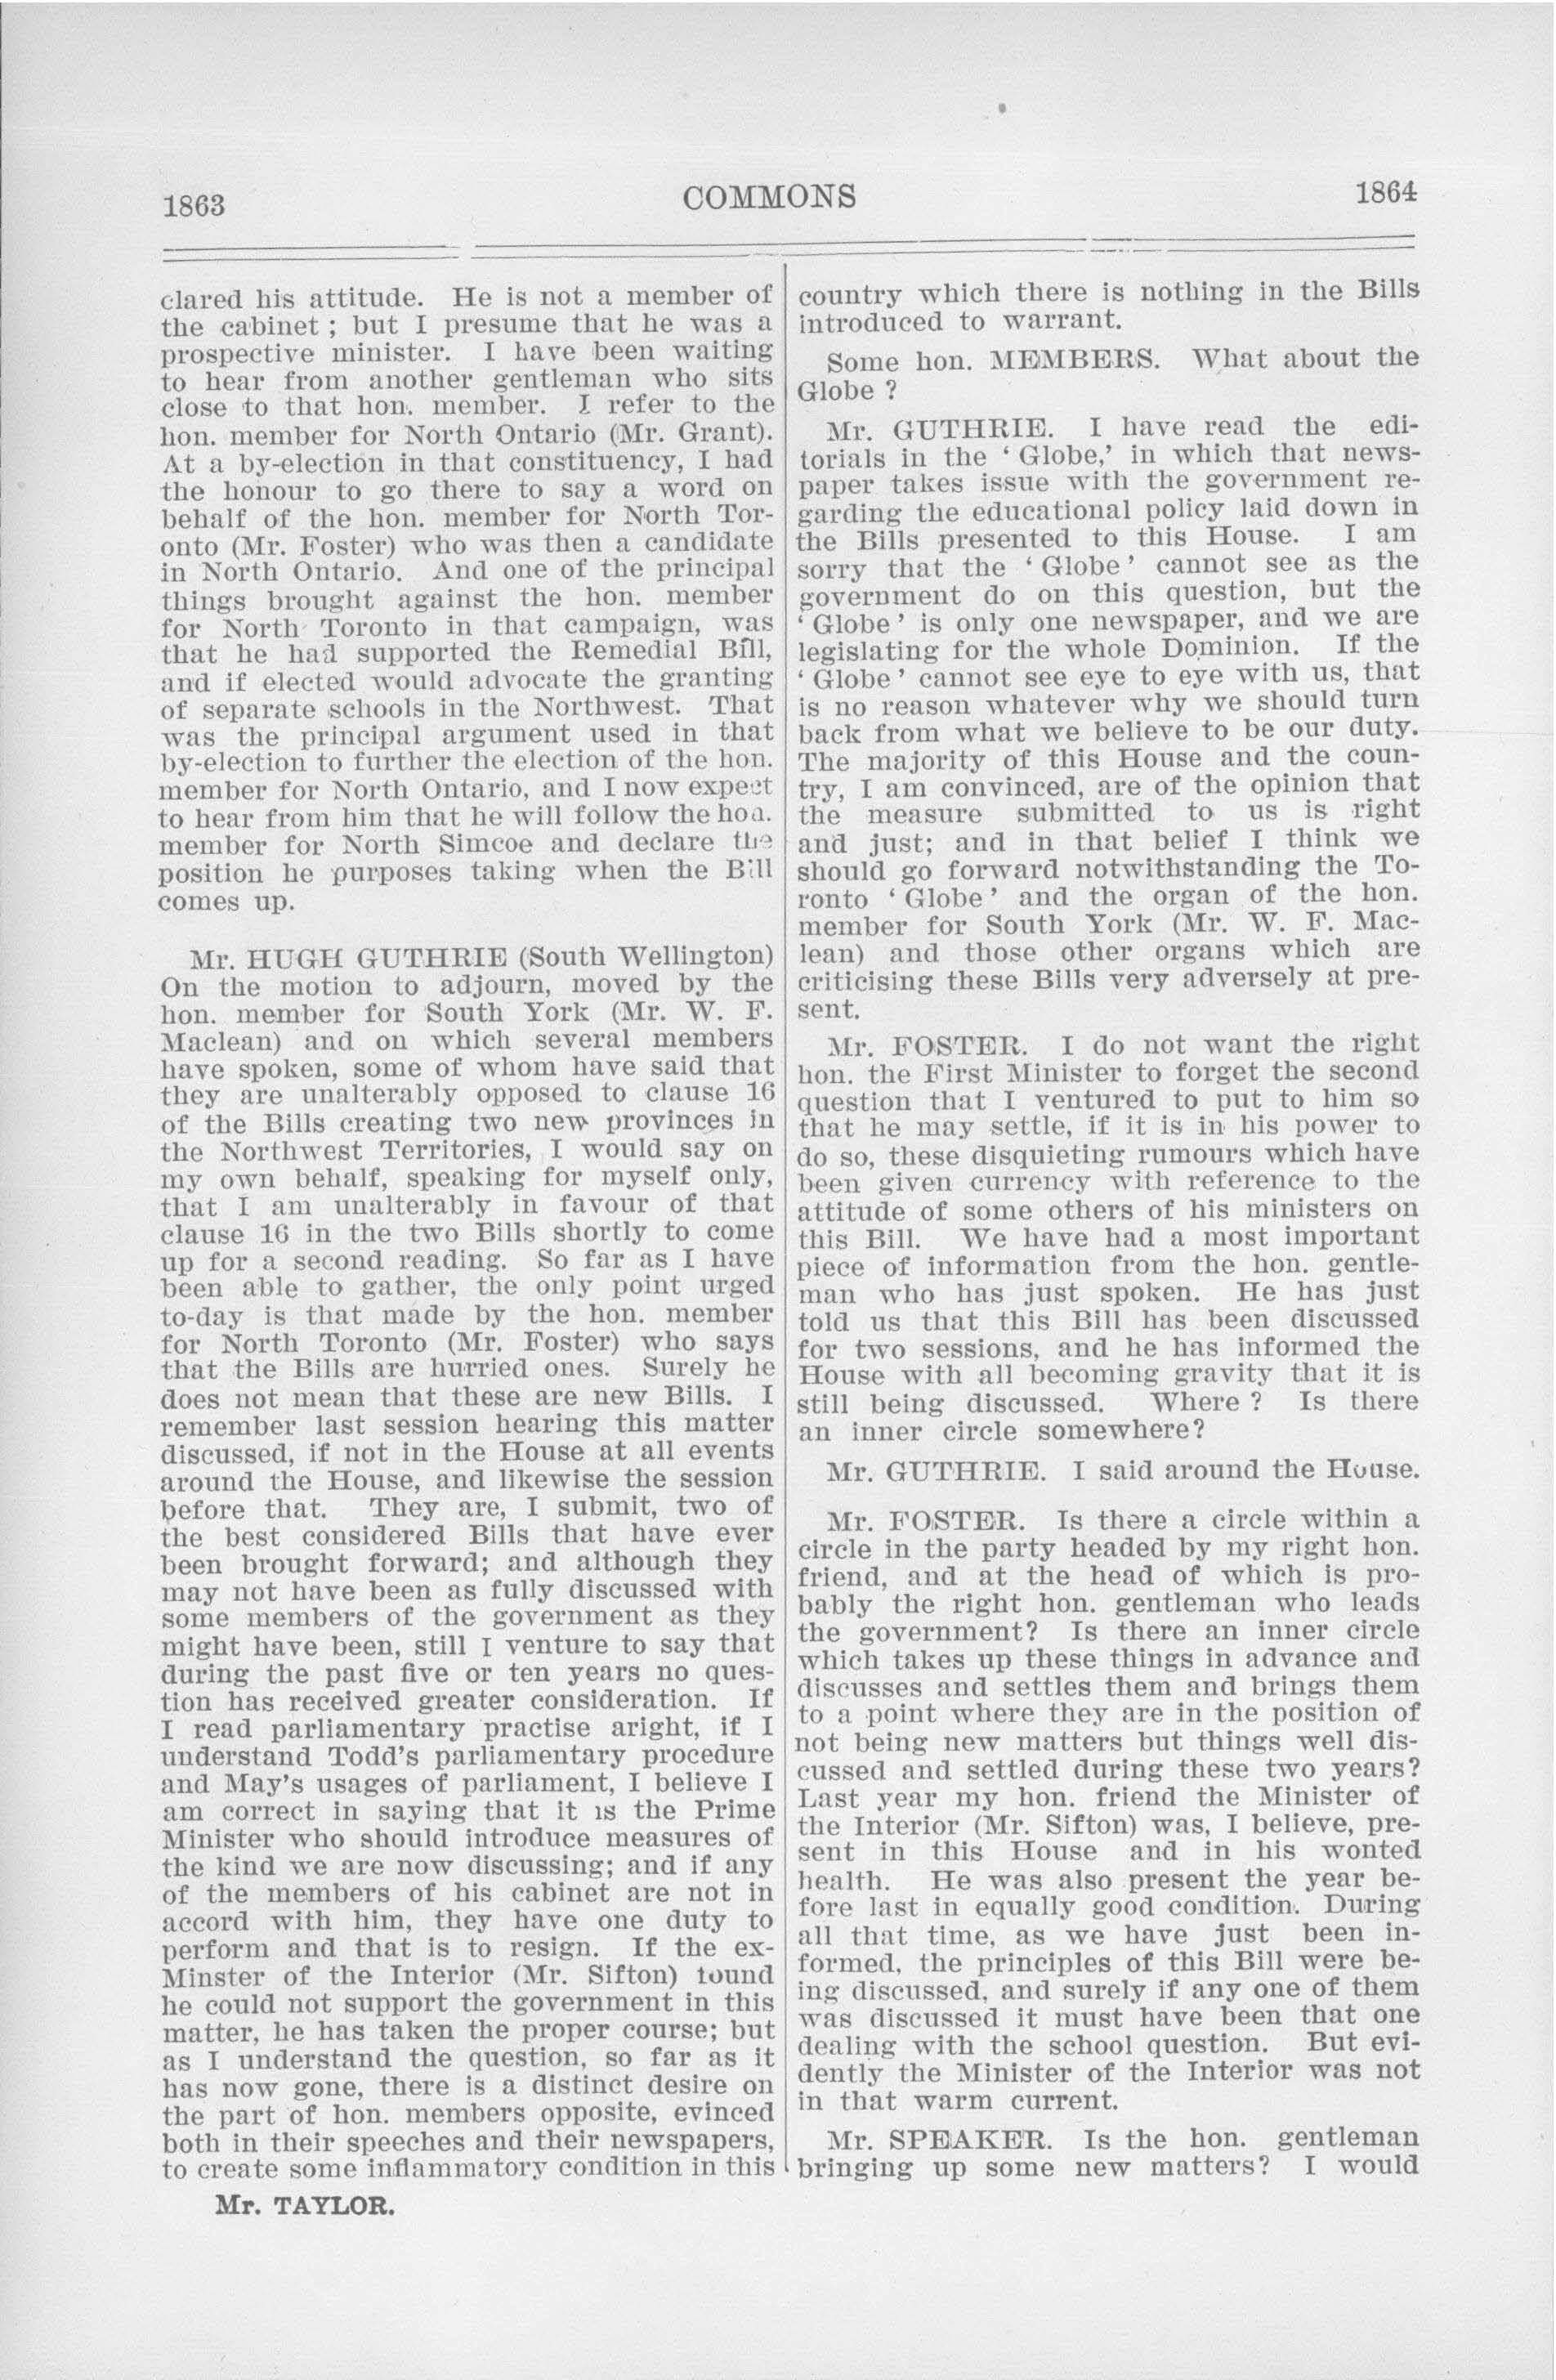 1863
COMMONS
1864
clared his attitude. He is not a member of
the cabinet ; but I presume that he was a
prospective minister. I have been waiting
to hear from another gentleman who sits
close to that hon. member. I refer to the
hon. member for North Ontario (Mr. Grant).
At a by-election in that constituency, I had
the honour to go there to say a word on
behalf of the hon. member for North Tor-
onto (Mr. Foster) who was then a candidate
in North Ontario. And one of the principal
things brought against the hon. member
for North Toronto in that campaign, was
that he had supported the Remedial Bill,
and if elected would advocate the granting
of separate schools in the Northwest. That
was the principal argument used in that
by-election to further the election of the hon.
member for North Ontario, and I now expect
to hear from him that he will follow the hon.
member for North Simcoe and declare the
position he purposes taking when the Bill
comes up.
Mr. HUGH GUTHRIE (South Wellington)
On the motion to adjourn, moved by the
hon. member for South York (Mr. W. F.
Maclean) and on which several members
have spoken, some of whom have said that
they are unalterably opposed to clause 16
of the Bills creating two new provinces in
the Northwest Territories, I would say on
my own behalf, speaking for myself only,
that I am unalterably in favour of that
clause 16 in the two Bills shortly to come
up for a second reading. So far as I have
been able to gather, the only point urged
to-day is that made by the hon. member
for North Toronto (Mr. Foster) who says
that the Bills are hurried ones. Surely he
does not mean that these are new Bills. I
remember last session hearing this matter
discussed, if not in the House at all events
around the House, and likewise the session
before that. They are, I submit, two of
the best considered Bills that have ever
been brought forward; and although they
may not have been as fully discussed with
some members of the government as they
might have been, still I venture to say that
during the past five or ten years no ques-
tion has received greater consideration. If
I read parliamentary practise aright, if I
understand Todd's parliamentary procedure
and May's usages of parliament, I believe I
am correct in saying that it is the Prime
Minister who should introduce measures of
the kind we are now discussing; and if any
of the members of his cabinet are not in
accord with him, they have one duty to
perform and that is to resign. If the ex-
Minster of the Interior (Mr. Sifton) found
he could not support the government in this
matter, he has taken the proper course; but
as I understand the question, so far as it
has now gone, there is a distinct desire on
the part of hon. members opposite, evinced
both in their speeches and their newspapers,
to create some inflammatory condition in this
Mr. TAYLOR.
country which there is nothing in the Bills
introduced to warrant.
Some hon. MEMBERS. What about the
Globe ?
Mr. GUTHRIE. I have read the edi-
torials in the ‘ Globe,’ in which that news-
paper takes issue with the government re-
garding the educational policy laid down in
the Bills presented to this House. I am
sorry that the ‘ Globe ’ cannot see as the
government do on this question, but the
‘ Globe ’ is only one newspaper, and we are
legislating for the whole Dominion. If the
‘ Globe ’ cannot see eye to eye with us, that
is no reason whatever why we should turn
back from what we believe to be our duty.
The majority of this House and the coun-
try, I am convinced, are of the opinion that
the measure submitted to us is right
and just; and in that belief I think we
should go forward notwithstanding the To-
ronto ‘ Globe ’ and the organ of the hon.
member for South York (Mr. W. F. Mac-
lean) and those other organs which are
criticising these Bills very adversely at pre-
sent.
Mr. FOSTER. I do not want the right
hon. the First Minister to forget the second
question that I ventured to put to him so
that he may settle, if it is in his power to
do so, these disquieting rumours which have
been given currency with reference to the
attitude of some others of his ministers on
this Bill. We have had a most important
piece of information from the hon. gentle-
man who has just spoken. He has just
told us that this Bill has been discussed
for two sessions, and he has informed the
House with all becoming gravity that it is
still being discussed. Where ? Is there
an inner circle somewhere?
Mr. GUTHRIE. I said around the House.
Mr. FOSTER. Is there a circle within a
circle in the party headed by my right hon.
friend, and at the head of which is pro-
bably the right hon. gentleman who leads
the government? Is there an inner circle
which takes up these things in advance and
discusses and settles them and brings them
to a point where they are in the position of
not being new matters but things well dis-
cussed and settled during these two years?
Last year my hon. friend the Minister of
the Interior (Mr. Sifton) was, I believe, pre-
sent in this House and in his wonted
health. He was also present the year be-
fore last in equally good condition. During
all that time, as we have just been in-
formed, the principles of this Bill were be-
ing discussed, and surely if any one of them
was discussed it must have been that one
dealing with the school question. But evi-
dently the Minister of the Interior was not
in that warm current.
Mr. SPEAKER. Is the hon. gentleman
bringing up some new matters? I would